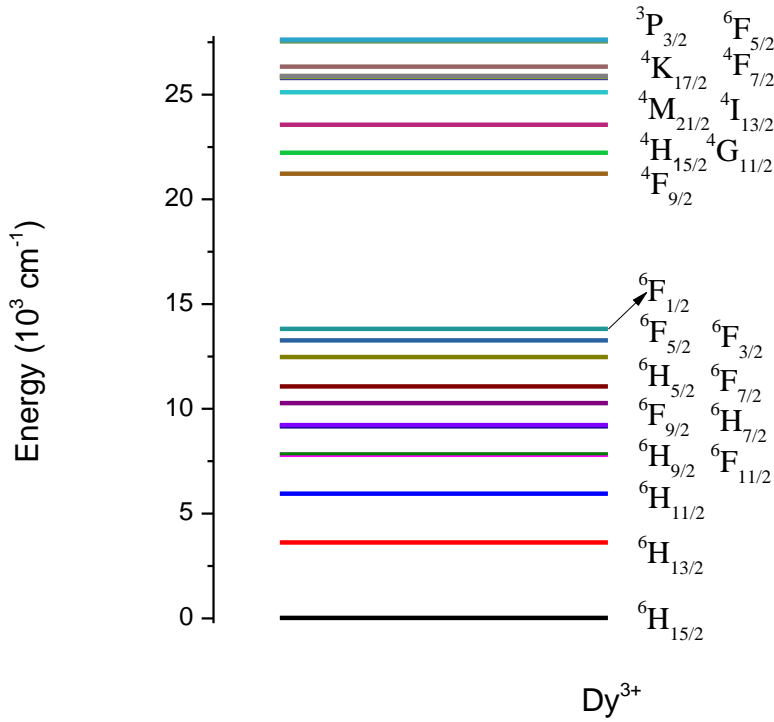 ³P₃/₂ ⁶F₅/₂
⁴K₁₇/₂ ⁴F₇/₂
25
⁴M₂₁/₂ ⁴I₁₃/₂
⁴H₁₅/₂ ⁴G₁₁/₂
⁴F₉/₂
20
⁶F₁/₂
15
⁶F₅/₂ ⁶F₃/₂
⁶H₅/₂ ⁶F₇/₂
10
⁶F₉/₂ ⁶H₇/₂
⁶H₉/₂ ⁶F₁₁/₂
⁶H₁₁/₂
5
⁶H₁₃/₂
0
⁶H₁₅/₂
Energy (10³ cm⁻¹)
Dy³⁺